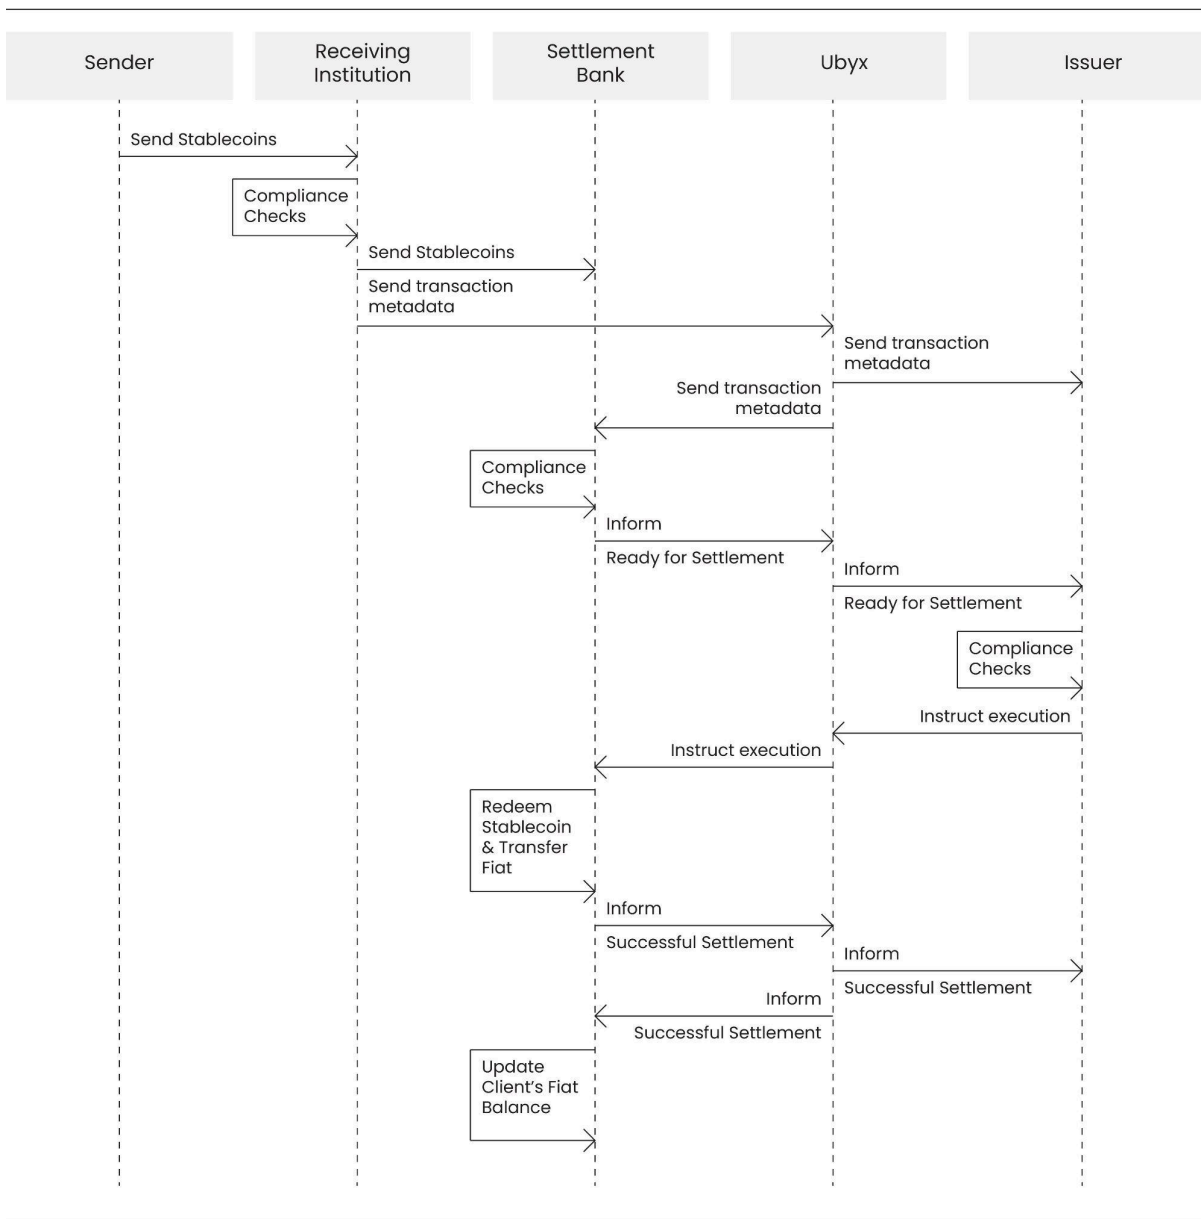 Sender
Receiving
Institution
Settlement
Bank
Ubyx
Issuer
Send Stablecoins
Compliance
Checks
Send Stablecoins
Send transaction
metadata
Send transaction
metadata
Send transaction
metadata
Compliance
Checks
Inform
Ready for Settlement
Inform
Ready for Settlement
Compliance
Checks
Instruct execution
Instruct execution
Redeem
Stablecoin
& Transfer
Fiat
Inform
Successful Settlement
Inform
Successful Settlement
Inform
Successful Settlement
Update
Client's Fiat
Balance